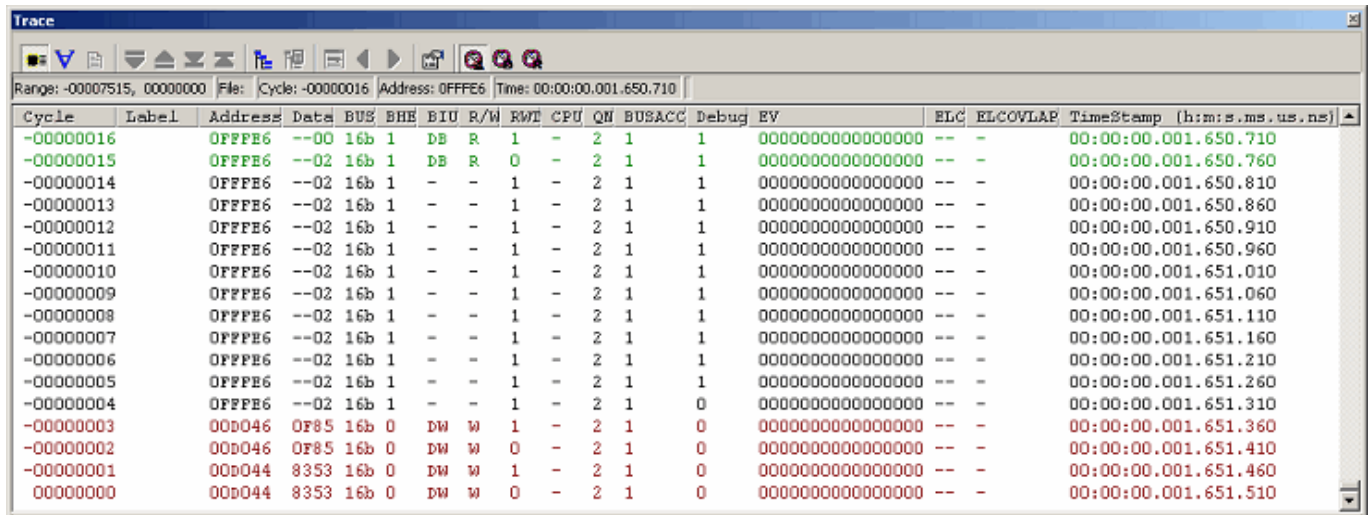 Trace
Range: -00007515, 00000000 File: Cycle: -00000016 Address: 0FFFE6 Time: 00:00:00.001.650.710
Cycle Label Address Data BUS BHE BIU R/W RWT CPU QN BUSACC Debug EV ELC ELCOVLAP TimeStamp (h:m:s.ms.us.ns)
-00000016 0FFFE6 --00 16b 1 DB R 1 - 2 1 1 0000000000000000 -- - 00:00:00.001.650.710
-00000015 0FFFE6 --02 16b 1 DB R 0 - 2 1 1 0000000000000000 -- - 00:00:00.001.650.760
-00000014 0FFFE6 --02 16b 1 - - 1 - 2 1 1 0000000000000000 -- - 00:00:00.001.650.810
-00000013 0FFFE6 --02 16b 1 - - 1 - 2 1 1 0000000000000000 -- - 00:00:00.001.650.860
-00000012 0FFFE6 --02 16b 1 - - 1 - 2 1 1 0000000000000000 -- - 00:00:00.001.650.910
-00000011 0FFFE6 --02 16b 1 - - 1 - 2 1 1 0000000000000000 -- - 00:00:00.001.650.960
-00000010 0FFFE6 --02 16b 1 - - 1 - 2 1 1 0000000000000000 -- - 00:00:00.001.651.010
-00000009 0FFFE6 --02 16b 1 - - 1 - 2 1 1 0000000000000000 -- - 00:00:00.001.651.060
-00000008 0FFFE6 --02 16b 1 - - 1 - 2 1 1 0000000000000000 -- - 00:00:00.001.651.110
-00000007 0FFFE6 --02 16b 1 - - 1 - 2 1 1 0000000000000000 -- - 00:00:00.001.651.160
-00000006 0FFFE6 --02 16b 1 - - 1 - 2 1 1 0000000000000000 -- - 00:00:00.001.651.210
-00000005 0FFFE6 --02 16b 1 - - 1 - 2 1 1 0000000000000000 -- - 00:00:00.001.651.260
-00000004 0FFFE6 --02 16b 1 - - 1 - 2 1 0 0000000000000000 -- - 00:00:00.001.651.310
-00000003 00D046 0F85 16b 0 DW W 1 - 2 1 0 0000000000000000 -- - 00:00:00.001.651.360
-00000002 00D046 0F85 16b 0 DW W 0 - 2 1 0 0000000000000000 -- - 00:00:00.001.651.410
-00000001 00D044 8353 16b 0 DW W 1 - 2 1 0 0000000000000000 -- - 00:00:00.001.651.460
00000000 00D044 8353 16b 0 DW W 0 - 2 1 0 0000000000000000 -- - 00:00:00.001.651.510